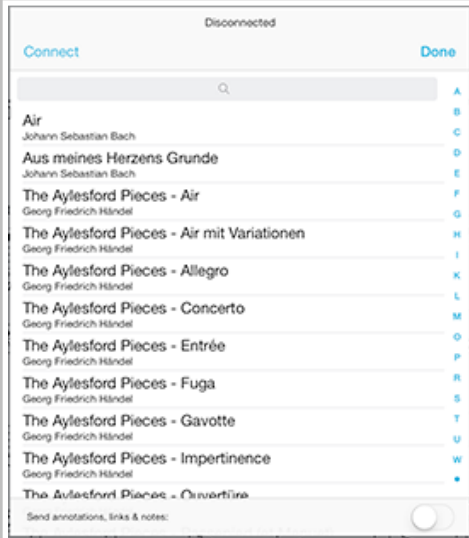 Disconnected
Connect
Done
Air
Johann Sebastian Bach
Aus meines Herzens Grunde
Johann Sebastian Bach
The Aylesford Pieces - Air
Georg Friedrich Händel
The Aylesford Pieces - Air mit Variationen
Georg Friedrich Händel
The Aylesford Pieces - Allegro
Georg Friedrich Händel
The Aylesford Pieces - Concerto
Georg Friedrich Händel
The Aylesford Pieces - Entrée
Georg Friedrich Händel
The Aylesford Pieces - Fuga
Georg Friedrich Händel
The Aylesford Pieces - Gavotte
Georg Friedrich Händel
The Aylesford Pieces - Impertinence
Georg Friedrich Händel
The Aylesford Pieces - Ouvertüre
Send annotations, links & notes:
A
B
C
D
E
F
G
H
I
K
L
M
O
P
R
S
T
U
W